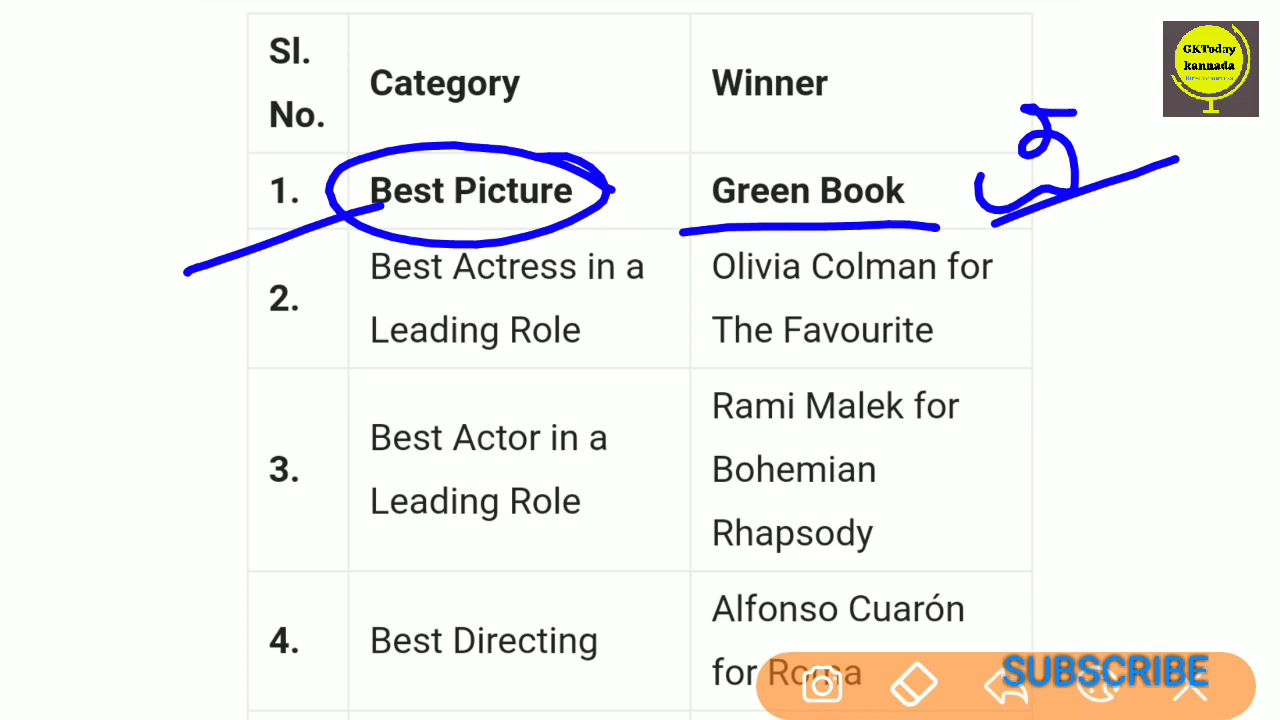 Sl.
No.
Category
Winner
GKToday
kannada
1.
Best Picture
Green Book
2.
Best Actress in a
Leading Role
Olivia Colman for
The Favourite
3.
Best Actor in a
Leading Role
Rami Malek for
Bohemian
Rhapsody
4.
Best Directing
Alfonso Cuarón
for Roma
SUBSCRIBE